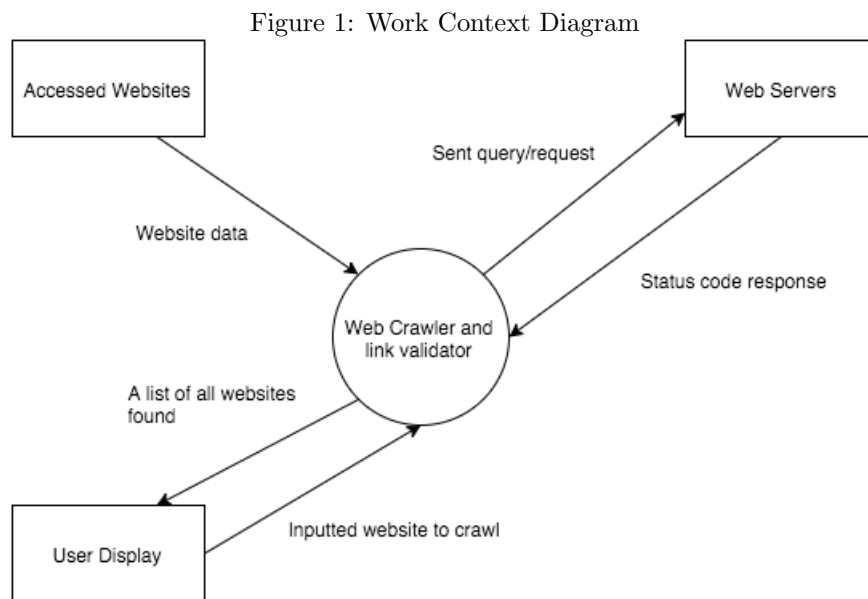 Figure 1: Work Context Diagram
Accessed Websites
Web Servers
Sent query/request
Website data
Status code response
Web Crawler and
link validator
A list of all websites
found
Inputted website to crawl
User Display